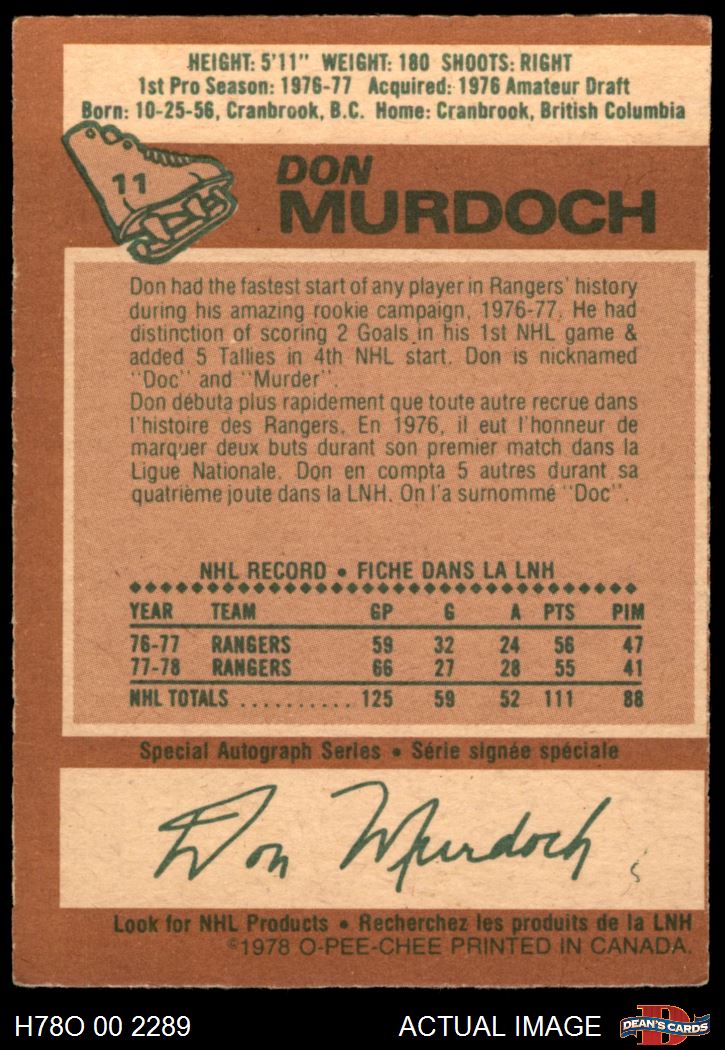 HEIGHT: 5'11" WEIGHT: 180 SHOOTS: RIGHT
1st Pro Season: 1976-77 Acquired: 1976 Amateur Draft
Born: 10-25-56, Cranbrook, B.C. Home: Cranbrook, British Columbia
11
DON
MURDOCH
Don had the fastest start of any player in Rangers' history
during his amazing rookie campaign, 1976-77. He had
distinction of scoring 2 Goals in his 1st NHL game &
added 5 Tallies in 4th NHL start. Don is nicknamed
"Doc" and "Murder".
Don débuta plus rapidement que toute autre recrue dans
l'histoire des Rangers. En 1976, il eut l'honneur de
marquer deux buts durant son premier match dans la
Ligue Nationale. Don en compta 5 autres durant sa
quatrième joute dans la LNH. On l'a surnommé "Doc".
NHL RECORD • FICHE DANS LA LNH
YEAR TEAM GP G A PTS PIM
76-77 RANGERS 59 32 24 56 47
77-78 RANGERS 66 27 28 55 41
NHL TOTALS .......... 125 59 52 111 88
Special Autograph Series • Série signée spéciale
Don Murdoch
Look for NHL Products • Recherchez les produits de la LNH
©1978 O-PEE-CHEE PRINTED IN CANADA.
H78O 00 2289 ACTUAL IMAGE D DEAN'S CARDS